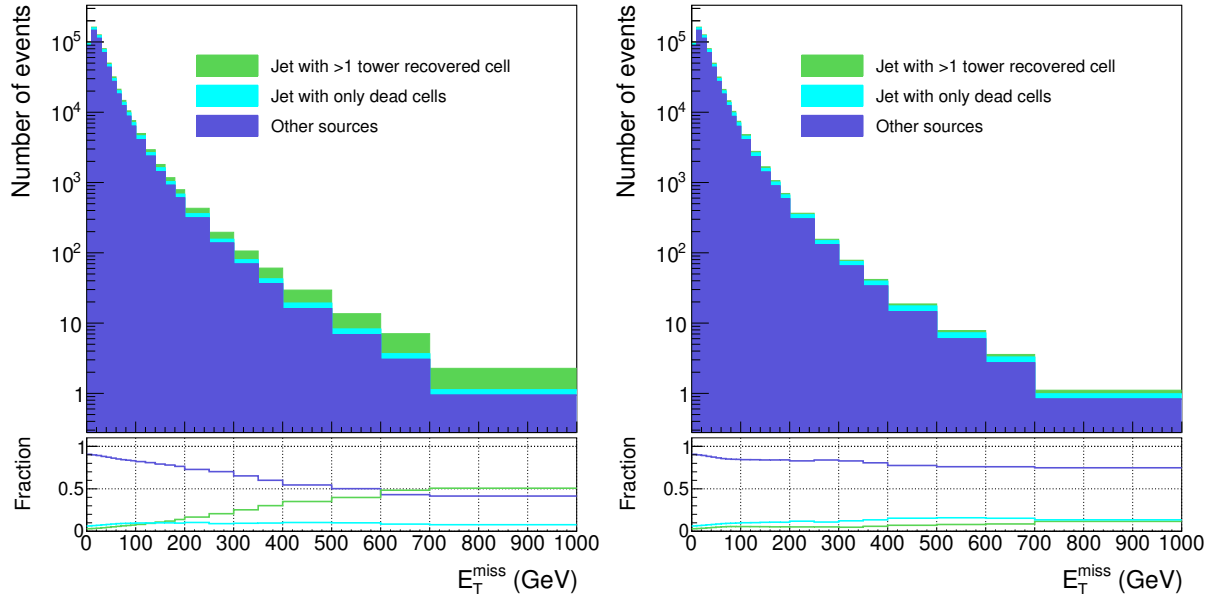 Number of events
10^5
10^4
10^3
10^2
10
1
Jet with >1 tower recovered cell
Jet with only dead cells
Other sources
Fraction
1
0.5
0
0 100 200 300 400 500 600 700 800 900 1000
E_T^miss (GeV)
Number of events
10^5
10^4
10^3
10^2
10
1
Jet with >1 tower recovered cell
Jet with only dead cells
Other sources
Fraction
1
0.5
0
0 100 200 300 400 500 600 700 800 900 1000
E_T^miss (GeV)